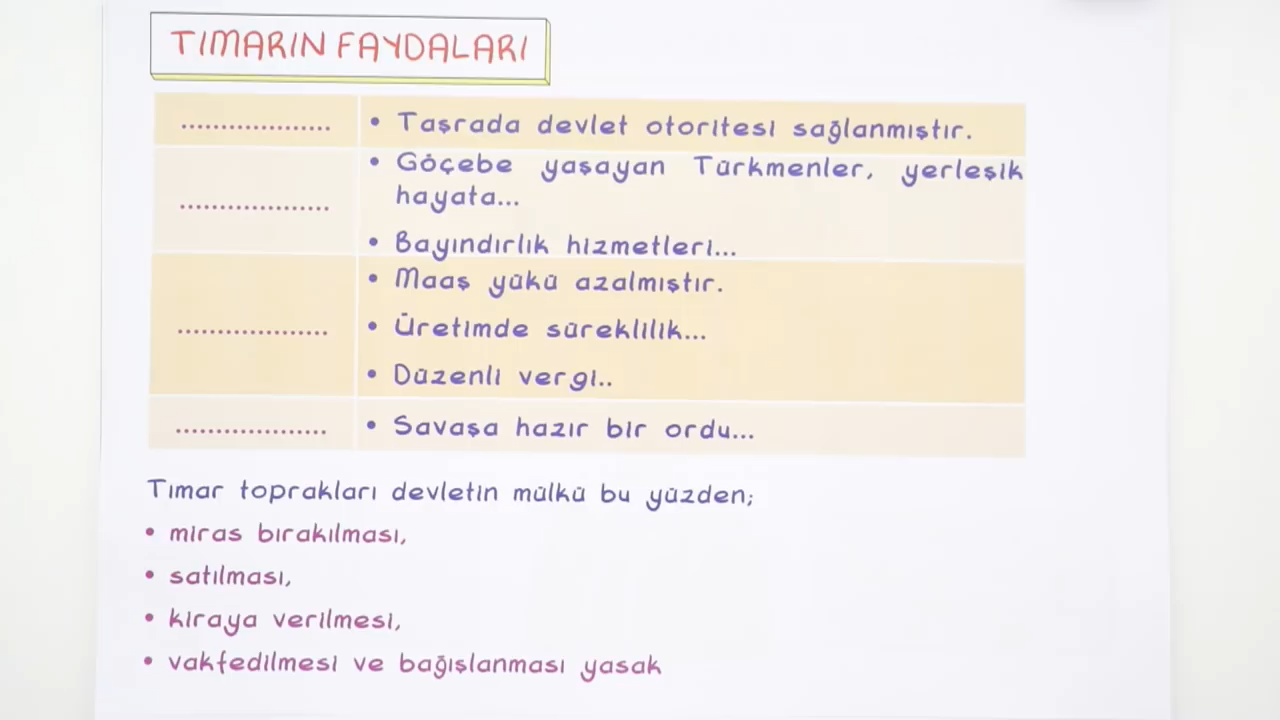 TIMARIN FAYDALARI
...................
• Taşrada devlet otoritesi sağlanmıştır.
...................
• Göçebe yaşayan Türkmenler, yerleşik
hayata...
• Bayındırlık hizmetleri...
...................
• Maaş yükü azalmıştır.
• Üretimde süreklilik...
• Düzenli vergi..
...................
• Savaşa hazır bir ordu...
Tımar toprakları devletin mülkü bu yüzden;
• miras bırakılması,
• satılması,
• kiraya verilmesi,
• vakfedilmesi ve bağışlanması yasak